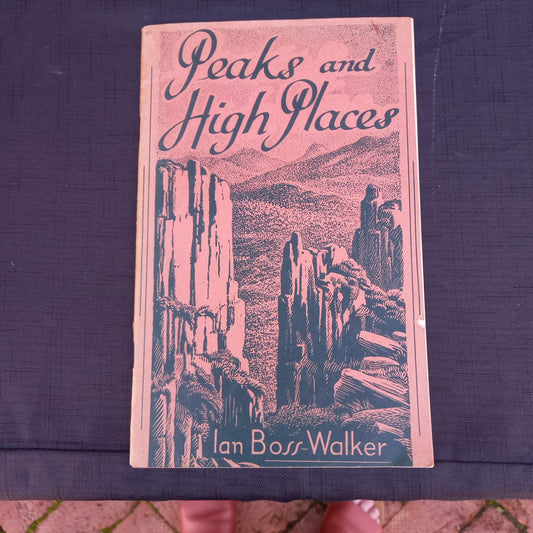 Peaks and
High Places
Ian Boss-Walker